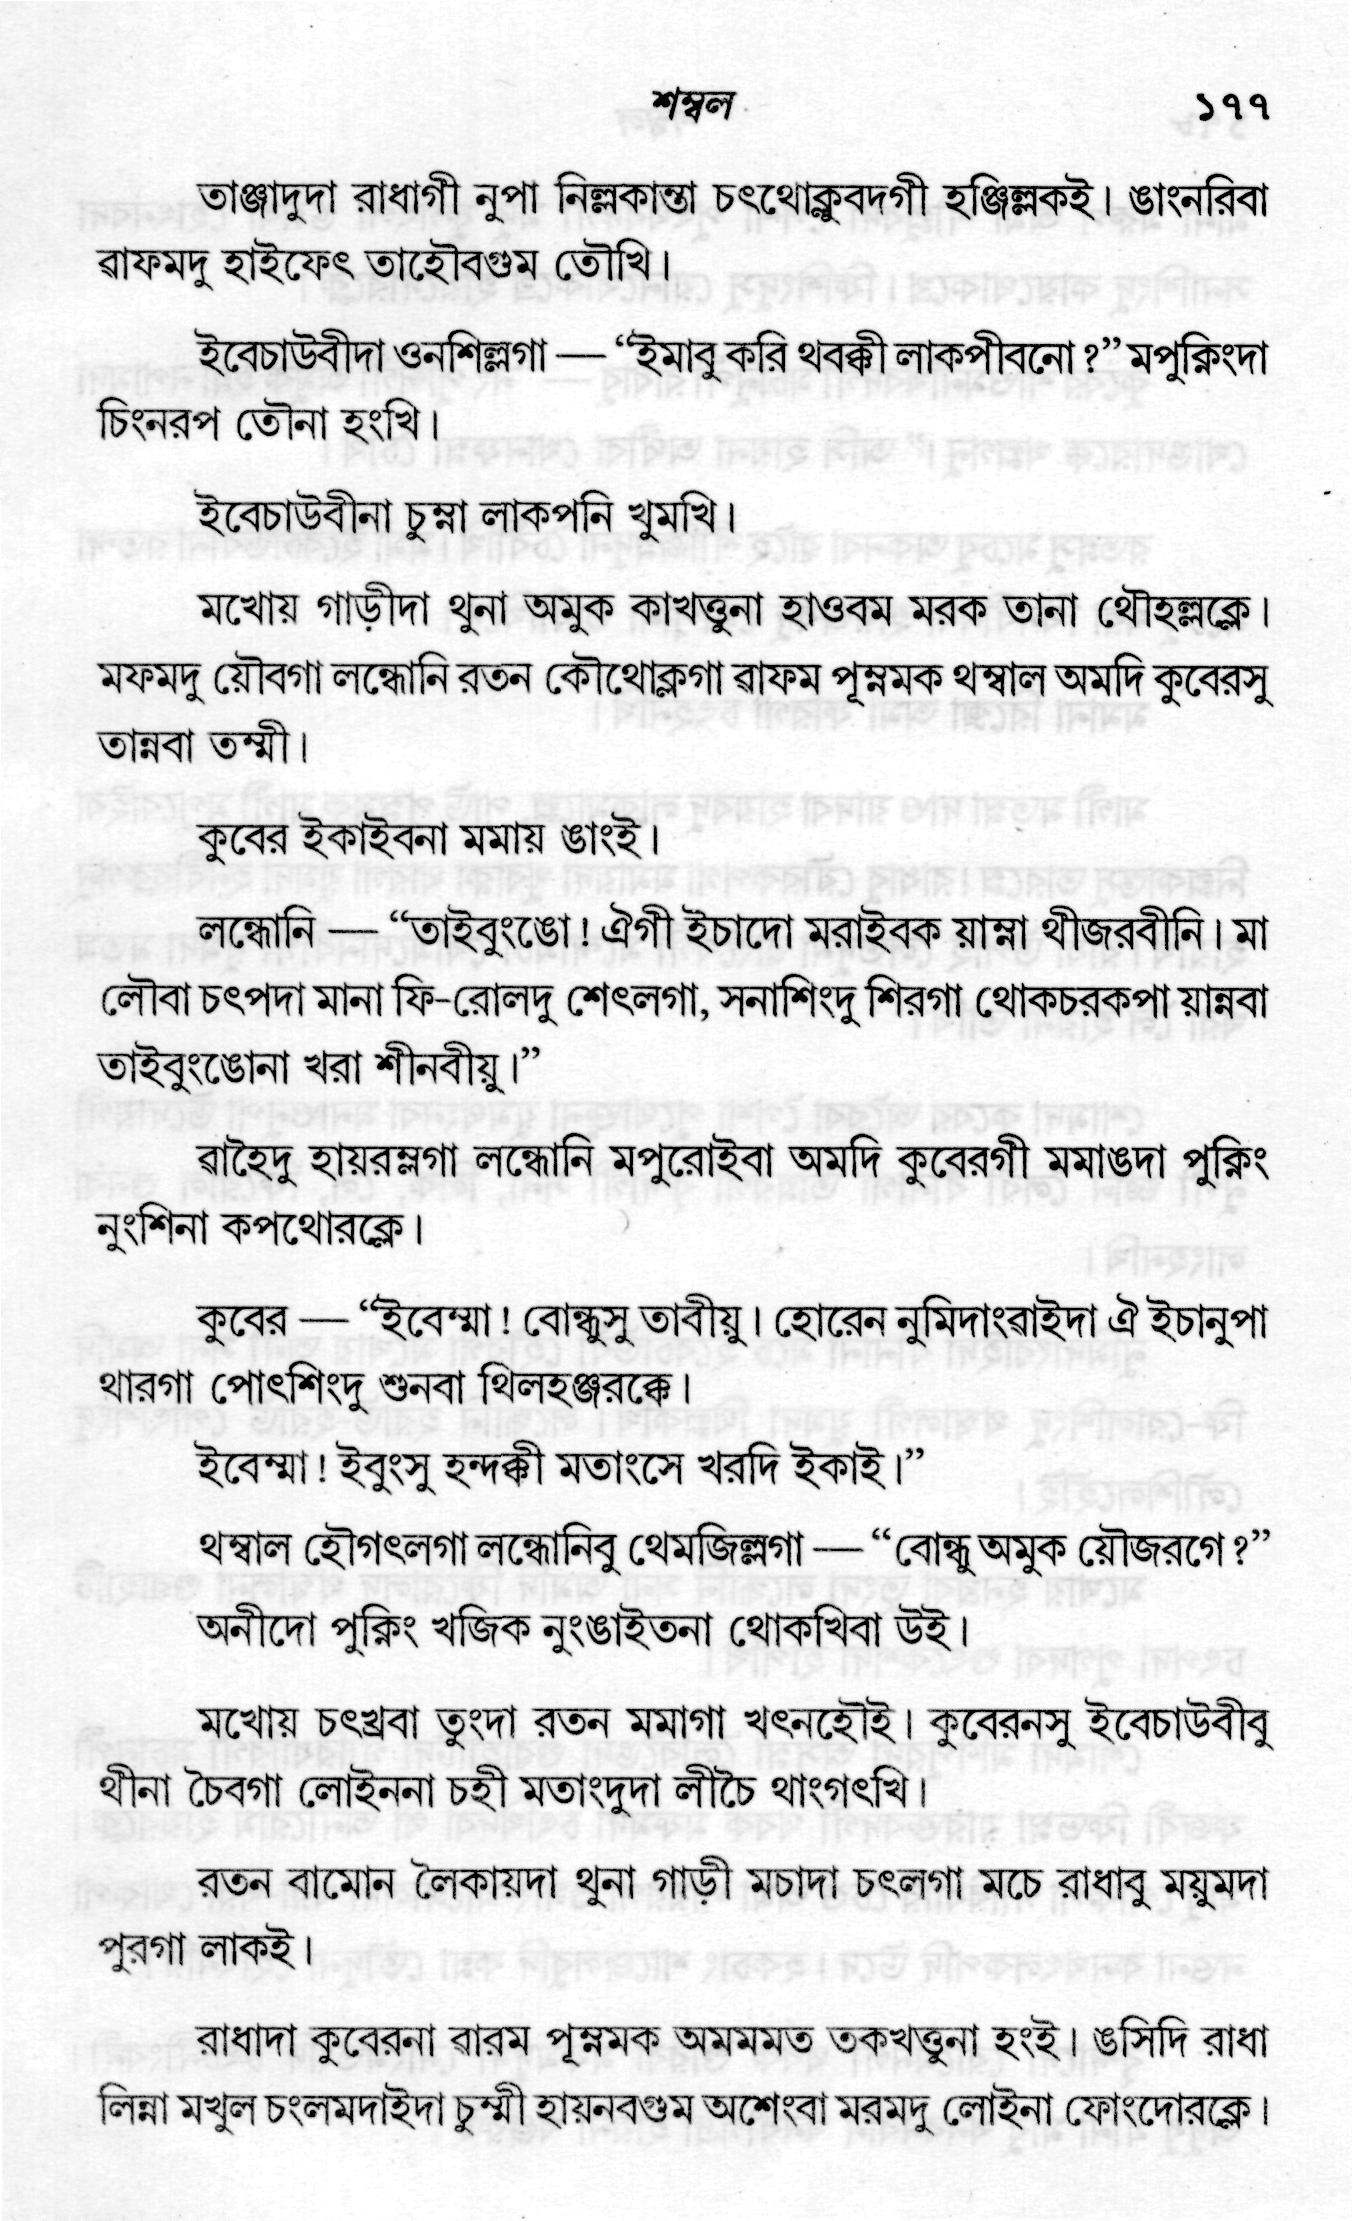 শম্বল ১৭৭
তাঞ্জাদুদা রাধাগী নুপা নিল্লকান্তা চৎথোক্লুবদগী হঞ্জিল্লকই। ঙাংনরিবা
ৱাফমদু হাইফেৎ তাহৌবগুম তৌখি।
ইবেচাউবীদা ওনশিল্লগা — “ইমাবু করি থবক্কী লাকপীবনো?” মপুক্নিংদা
চিংনরপ তৌনা হংখি।
ইবেচাউবীনা চুম্না লাকপনি খুমখি।
মখোয় গাড়ীদা থুনা অমুক কাখত্তুনা হাওবম মরক তানা থৌহল্লক্লে।
মফমদু য়ৌবগা লন্ধোনি রতন কৌথোক্লগা ৱাফম পূম্নমক থম্বাল অমদি কুবেরসু
তান্নবা তম্মী।
কুবের ইকাইবনা মমায় ঙাংই।
লন্ধোনি — “তাইবুংঙো! ঐগী ইচাদো মরাইবক য়াম্না থীজরবীনি। মা
লৌবা চৎপদা মানা ফি-রোলদু শেৎলগা, সনাশিংদু শিরগা থোকচরকপা য়ান্নবা
তাইবুংঙোনা খরা শীনবীয়ু।”
ৱাহৈদু হায়রম্লগা লন্ধোনি মপুরোইবা অমদি কুবেরগী মমাঙদা পুক্নিং
নুংশিনা কপথোরক্লে।
কুবের — “ইবেম্মা! বোন্ধুসু তাবীয়ু। হোরেন নুমিদাংৱাইদা ঐ ইচানুপা
থারগা পোৎশিংদু শুনবা থিলহঞ্জরক্কে।
ইবেম্মা! ইবুংসু হন্দক্কী মতাংসে খরদি ইকাই।”
থম্বাল হৌগৎলগা লন্ধোনিবু থেমজিল্লগা — “বোন্ধু অমুক য়ৌজরগে?”
অনীদো পুক্নিং খজিক নুংঙাইতনা থোকখিবা উই।
মখোয় চৎখ্রবা তুংদা রতন মমাগা খৎনহৌই। কুবেরনসু ইবেচাউবীবু
থীনা চৈবগা লোইননা চহী মতাংদুদা লীচৈ থাংগৎখি।
রতন বামোন লৈকায়দা থুনা গাড়ী মচাদা চৎলগা মচে রাধাবু ময়ুমদা
পুরগা লাকই।
রাধাদা কুবেরনা ৱারম পূম্নমক অমমমত তকখত্তুনা হংই। ঙসিদি রাধা
লিন্না মখুল চংলমদাইদা চুম্মী হায়নবগুম অশেংবা মরমদু লোইনা ফোংদোরক্লে।